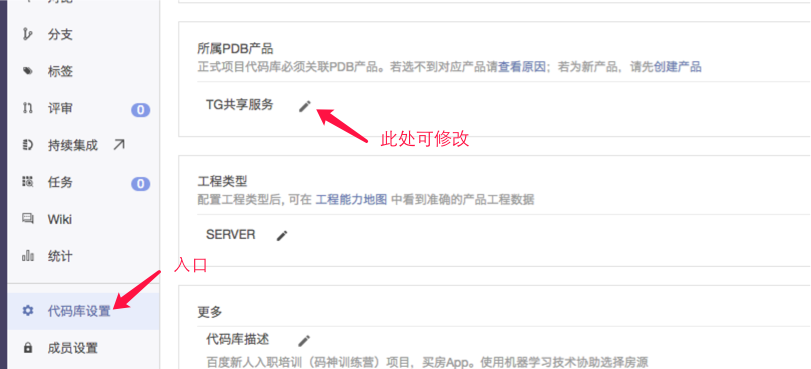 分支
标签
评审 0
持续集成
任务 0
Wiki
统计
入口
代码库设置
成员设置
所属PDB产品
正式项目代码库必须关联PDB产品。若选不到对应产品请查看原因；若为新产品，请先创建产品
TG共享服务
此处可修改
工程类型
配置工程类型后, 可在 工程能力地图 中看到准确的产品工程数据
SERVER
更多
代码库描述
百度新人入职培训（码神训练营）项目，买房App。使用机器学习技术协助选择房源